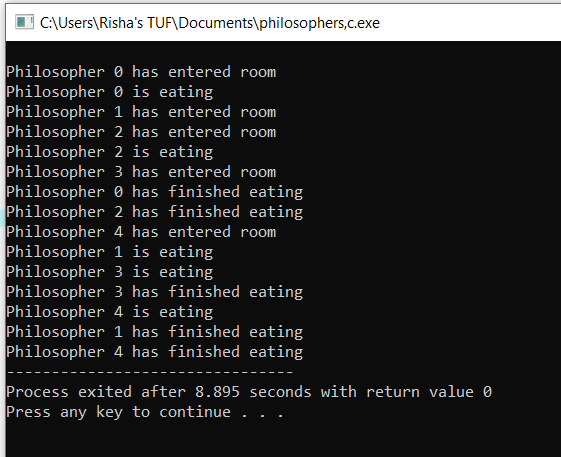 C:\Users\Risha's TUF\Documents\philosophers,c.exe
Philosopher 0 has entered room
Philosopher 0 is eating
Philosopher 1 has entered room
Philosopher 2 has entered room
Philosopher 2 is eating
Philosopher 3 has entered room
Philosopher 0 has finished eating
Philosopher 2 has finished eating
Philosopher 4 has entered room
Philosopher 1 is eating
Philosopher 3 is eating
Philosopher 3 has finished eating
Philosopher 4 is eating
Philosopher 1 has finished eating
Philosopher 4 has finished eating
--------------------------------
Process exited after 8.895 seconds with return value 0
Press any key to continue . . .